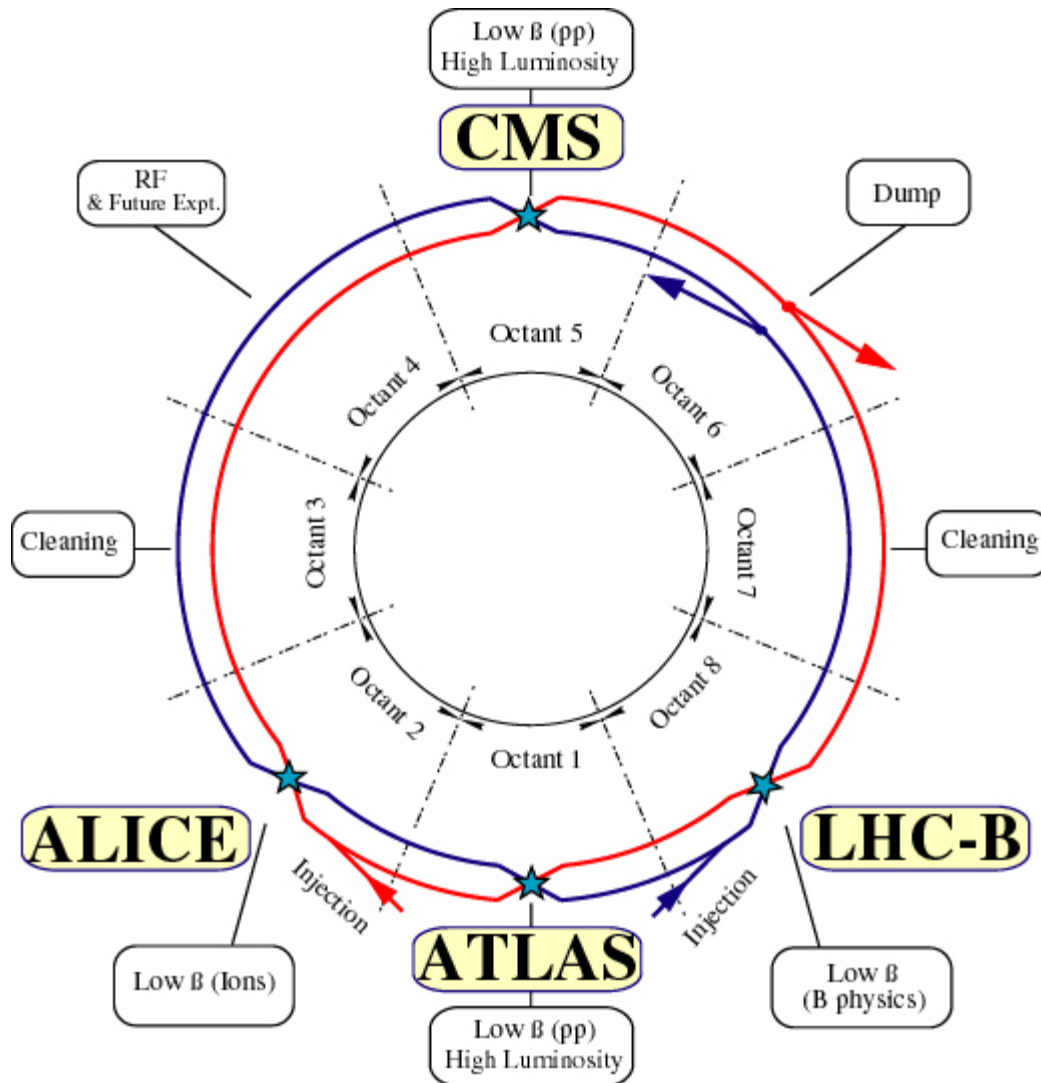 Low ß (pp)
High Luminosity
CMS
RF
& Future Expt.
Dump
Octant 5
Octant 4
Octant 6
Cleaning
Octant 3
Octant 7
Cleaning
Octant 2
Octant 8
Octant 1
ALICE
LHC-B
Injection
Injection
ATLAS
Low ß (Ions)
Low ß
(B physics)
Low ß (pp)
High Luminosity